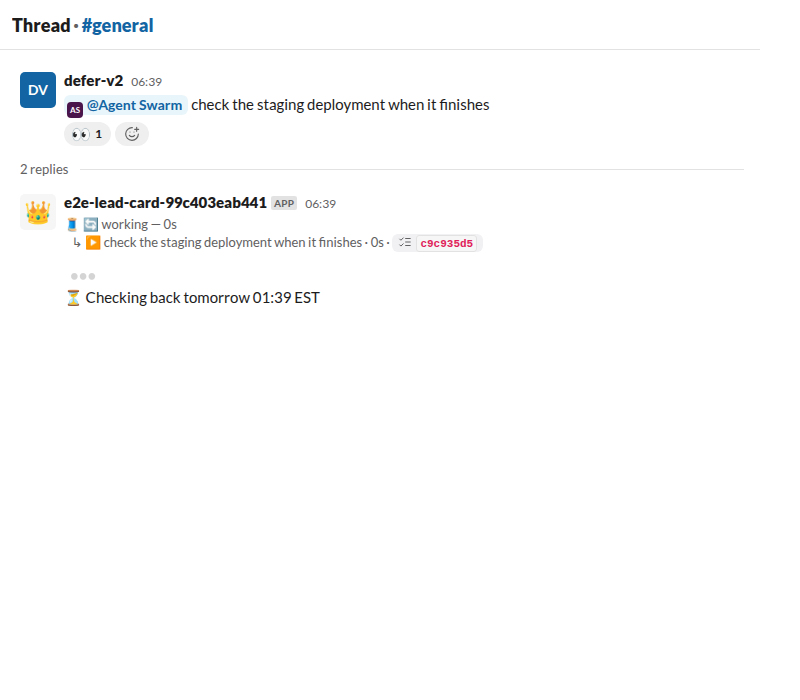 Thread · #general
DV
defer-v2 06:39
AS @Agent Swarm check the staging deployment when it finishes
👀 1
2 replies
e2e-lead-card-99c403eab441 APP 06:39
🧵 🔄 working — 0s
↳ ▶️ check the staging deployment when it finishes · 0s · c9c935d5
⏳ Checking back tomorrow 01:39 EST